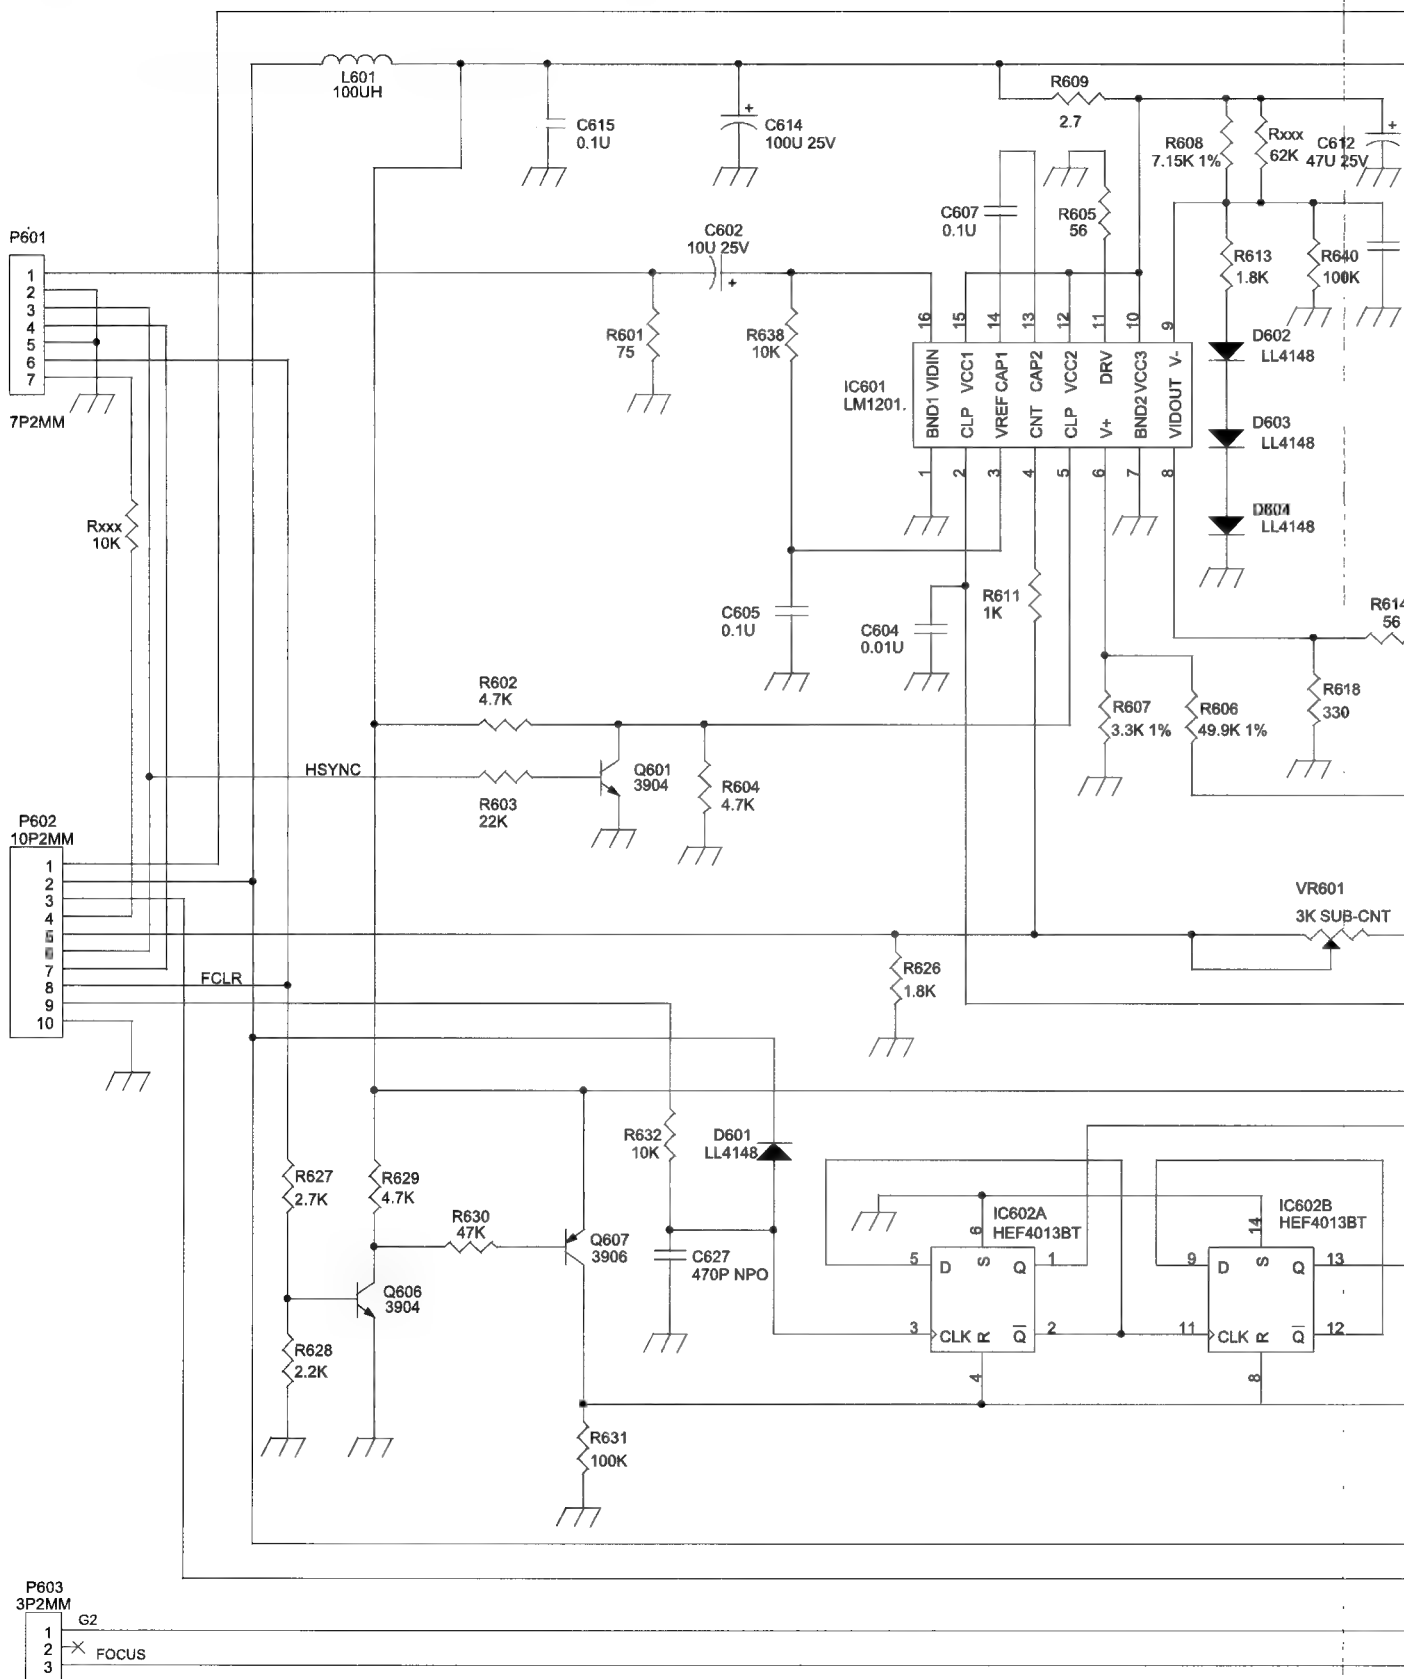 L601
100UH
R609
2.7
C615
0.1U
+
C614
100U 25V
R608
7.15K 1%
Rxxx
62K
+
C612
47U 25V
C607
0.1U
R605
56
P601
1
2
3
4
5
6
7
7P2MM
C602
10U 25V
+
R613
1.8K
R640
100K
R601
75
R638
10K
16
15
14
13
12
11
10
9
IC601
LM1201.
BND1 VIDIN
CLP VCC1
VREF CAP1
CNT CAP2
CLP VCC2
V+ DRV
BND2 VCC3
VIDOUT V-
1
2
3
4
5
6
7
8
D602
LL4148
D603
LL4148
D604
LL4148
Rxxx
10K
R611
1K
R614
56
C605
0.1U
C604
0.01U
R602
4.7K
R607
3.3K 1%
R606
49.9K 1%
R618
330
HSYNC
R603
22K
Q601
3904
R604
4.7K
P602
10P2MM
1
2
3
4
5
6
7
8
9
10
VR601
3K SUB-CNT
FCLR
R626
1.8K
R632
10K
D601
LL4148
R627
2.7K
R629
4.7K
R630
47K
Q607
3906
C627
470P NPO
IC602A
HEF4013BT
IC602B
HEF4013BT
6
5
D
S
Q
1
3
CLK
R
Q
2
4
14
9
D
S
Q
13
11
CLK
R
Q
12
8
Q606
3904
R628
2.2K
R631
100K
P603
3P2MM
G2
1
2
FOCUS
3